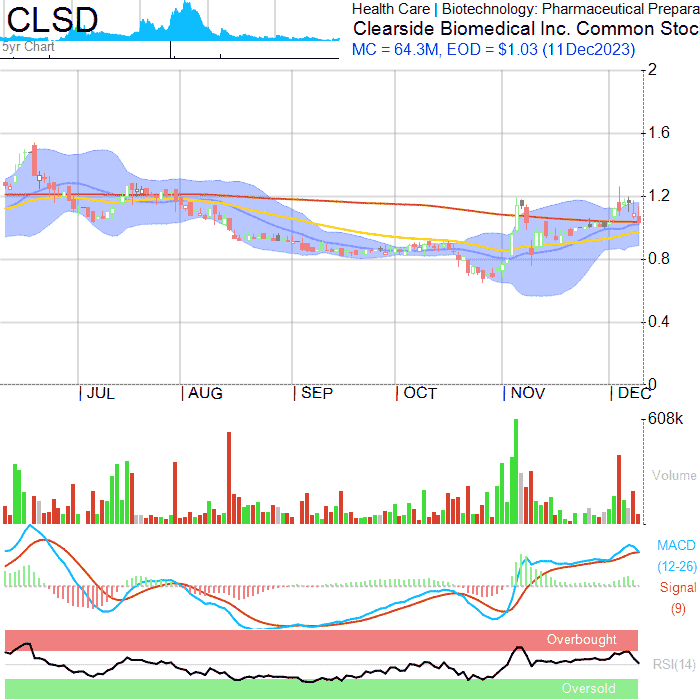 CLSD
5yr Chart
Health Care | Biotechnology: Pharmaceutical Prepara
Clearside Biomedical Inc. Common Stoc
MC = 64.3M, EOD = $1.03 (11Dec2023)
2
1.6
1.2
0.8
0.4
0
JUL
AUG
SEP
OCT
NOV
DEC
608k
Volume
MACD
(12-26)
Signal
(9)
Overbought
RSI(14)
Oversold